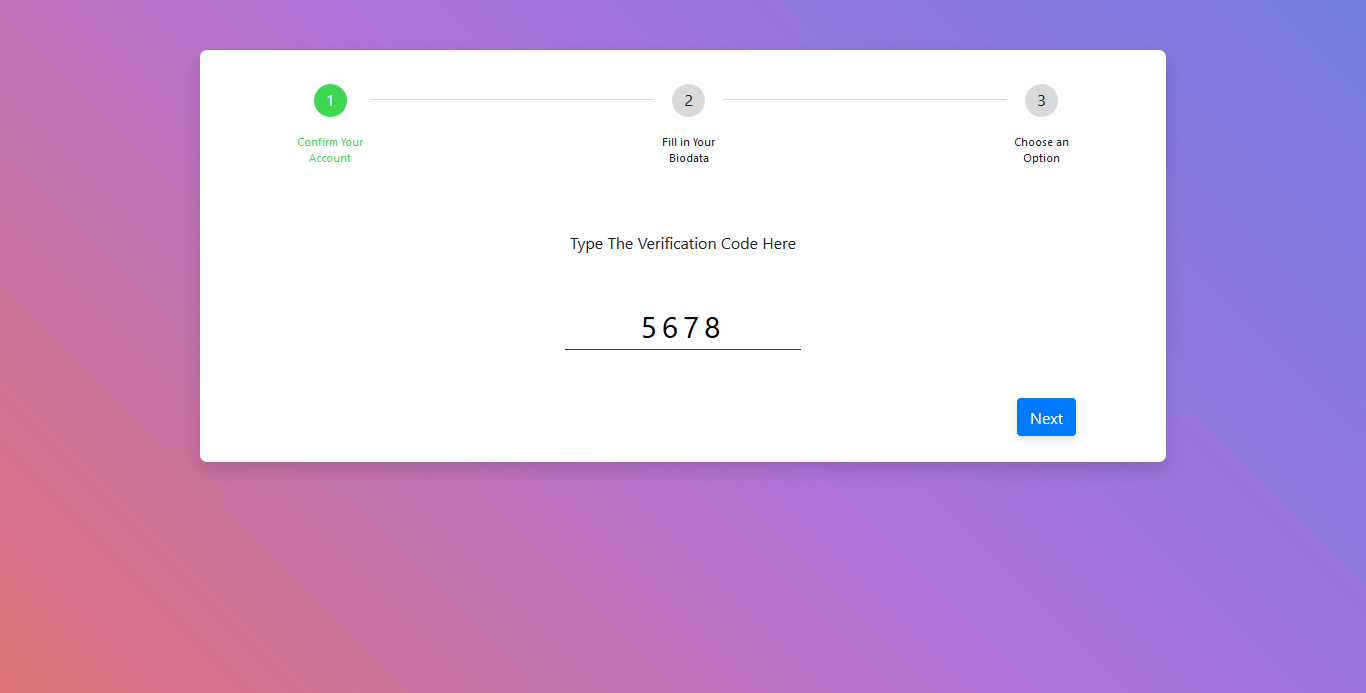 1
2
3
Confirm Your
Account
Fill in Your
Biodata
Choose an
Option
Type The Verification Code Here
5678
Next